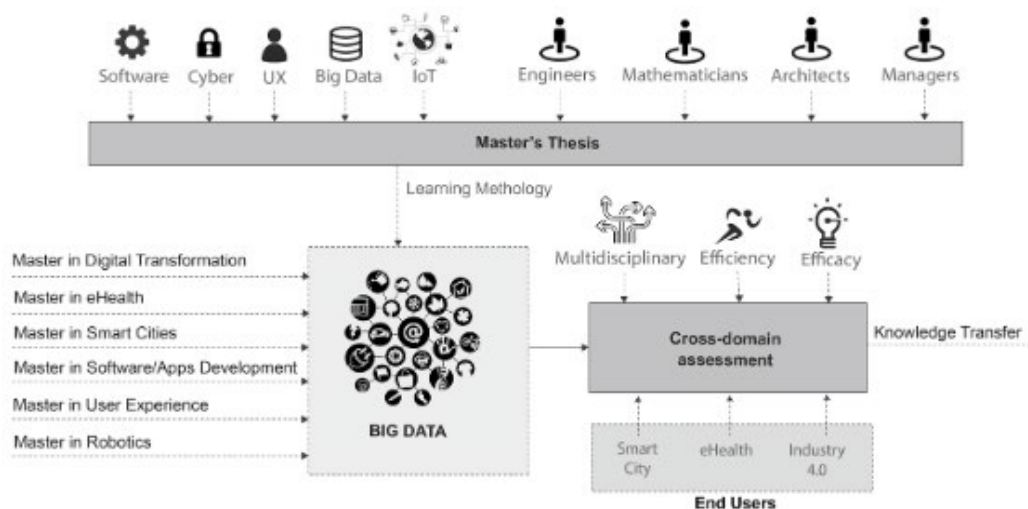 Software Cyber UX Big Data IoT Engineers Mathematicians Architects Managers
Master's Thesis
Learning Methology
Multidisciplinary Efficiency Efficacy
Master in Digital Transformation
Master in eHealth
Master in Smart Cities
Master in Software/Apps Development
Master in User Experience
Master in Robotics
@
BIG DATA
Cross-domain
assessment
Knowledge Transfer
Smart
City
eHealth
Industry
4.0
End Users